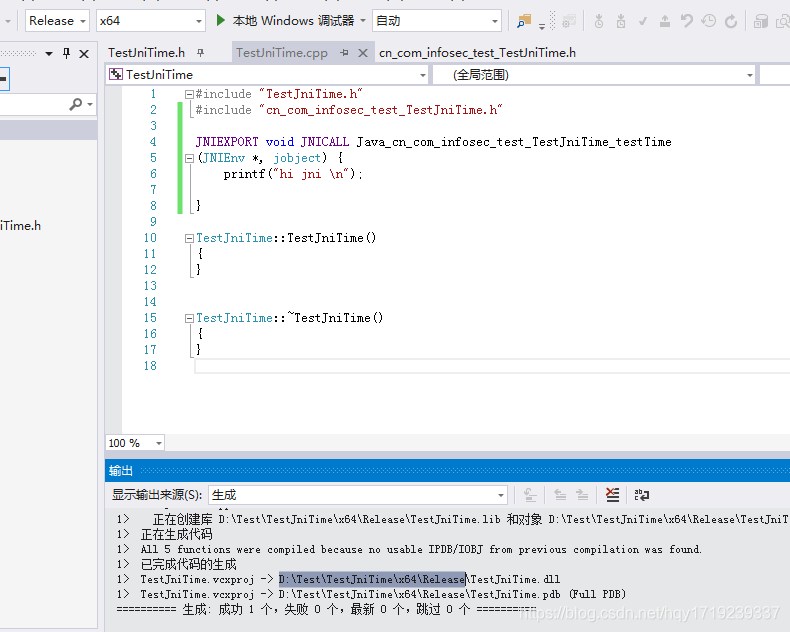 Release x64 本地 Windows 调试器 自动
TestJniTime.h TestJniTime.cpp cn_com_infosec_test_TestJniTime.h
TestJniTime (全局范围)
1 #include "TestJniTime.h"
2 #include "cn_com_infosec_test_TestJniTime.h"
3
4 JNIEXPORT void JNICALL Java_cn_com_infosec_test_TestJniTime_testTime
5 (JNIEnv *, jobject) {
6 printf("hi jni \n");
7
8 }
9
10 TestJniTime::TestJniTime()
11 {
12 }
13
14
15 TestJniTime::~TestJniTime()
16 {
17 }
18
iTime.h
100 %
输出
显示输出来源(S): 生成
1> 正在创建库 D:\Test\TestJniTime\x64\Release\TestJniTime.lib 和对象 D:\Test\TestJniTime\x64\Release\TestJniT
1> 正在生成代码
1> All 5 functions were compiled because no usable IPDB/IOBJ from previous compilation was found.
1> 已完成代码的生成
1> TestJniTime.vcxproj -> D:\Test\TestJniTime\x64\Release\TestJniTime.dll
1> TestJniTime.vcxproj -> D:\Test\TestJniTime\x64\Release\TestJniTime.pdb (Full PDB)
========== 生成: 成功 1 个，失败 0 个，最新 0 个，跳过 0 个 ==========
https://blog.csdn.net/hqy1719239337